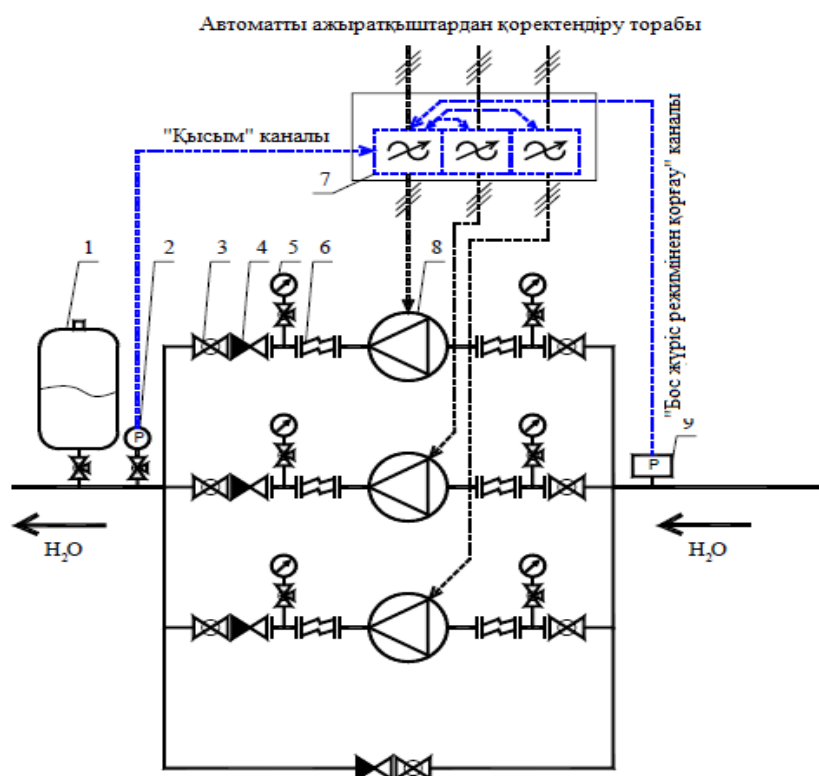 Автоматты ажыратқыштардан қоректендіру торабы
"Қысым" каналы
"Бос жүріс режимінен қорғау" каналы
7
1
2
3
4
5
6
8
P
P
9
H₂O
H₂O